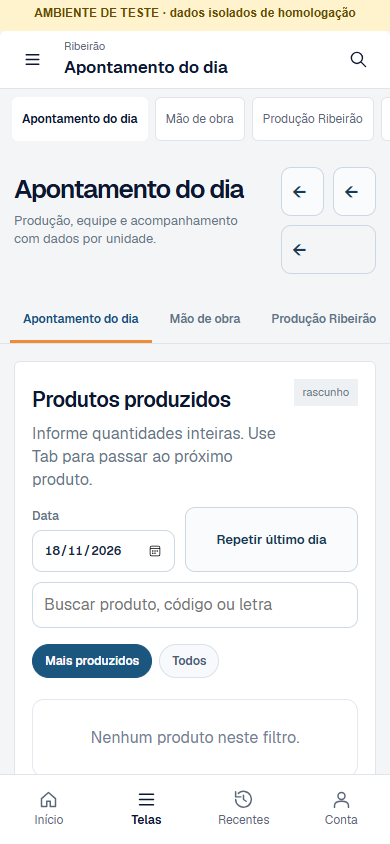 AMBIENTE DE TESTE · dados isolados de homologação
Ribeirão
Apontamento do dia
Apontamento do dia
Mão de obra
Produção Ribeirão
Apontamento do dia
Produção, equipe e acompanhamento
com dados por unidade.
Apontamento do dia
Mão de obra
Produção Ribeirão
Produtos produzidos
rascunho
Informe quantidades inteiras. Use
Tab para passar ao próximo
produto.
Data
18/11/2026
Repetir último dia
Buscar produto, código ou letra
Mais produzidos
Todos
Nenhum produto neste filtro.
Início
Telas
Recentes
Conta